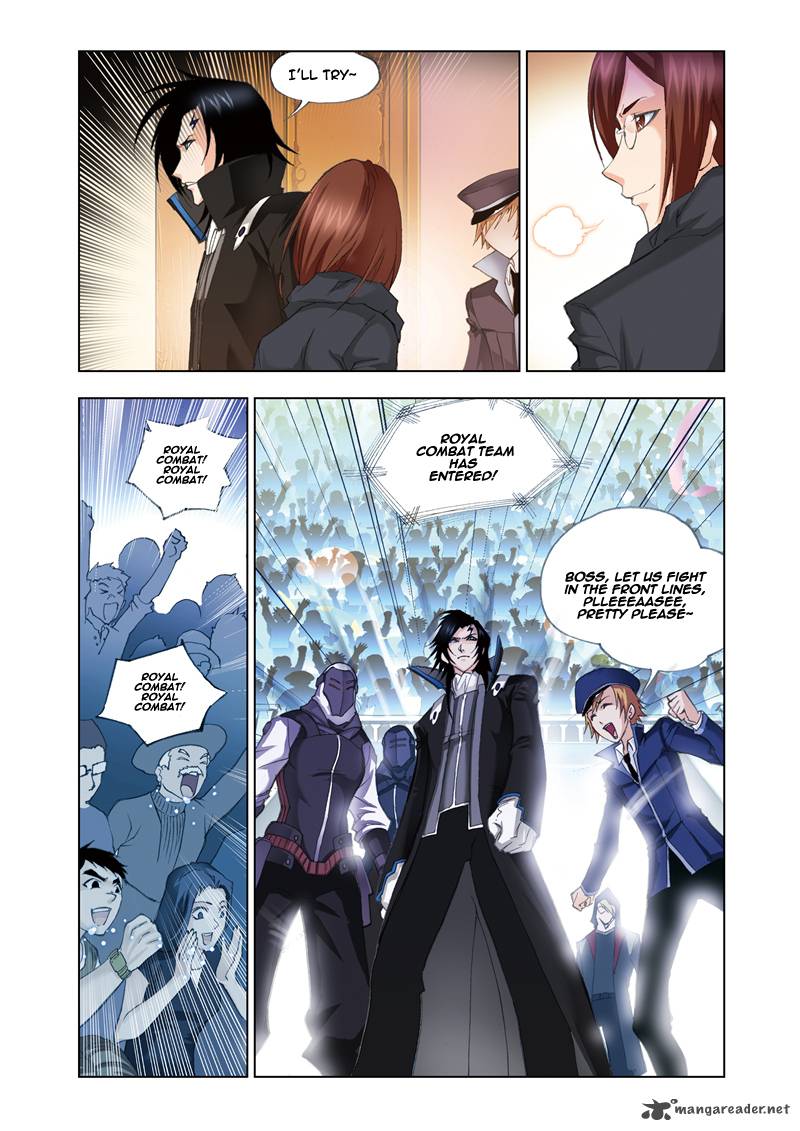 I'LL TRY~
ROYAL
COMBAT!
ROYAL
COMBAT!
ROYAL
COMBAT!
ROYAL
COMBAT!
ROYAL
COMBAT TEAM
HAS
ENTERED!
BOSS, LET US FIGHT
IN THE FRONT LINES,
PLLEEEAASEE,
PRETTY PLEASE~
mangareader.net